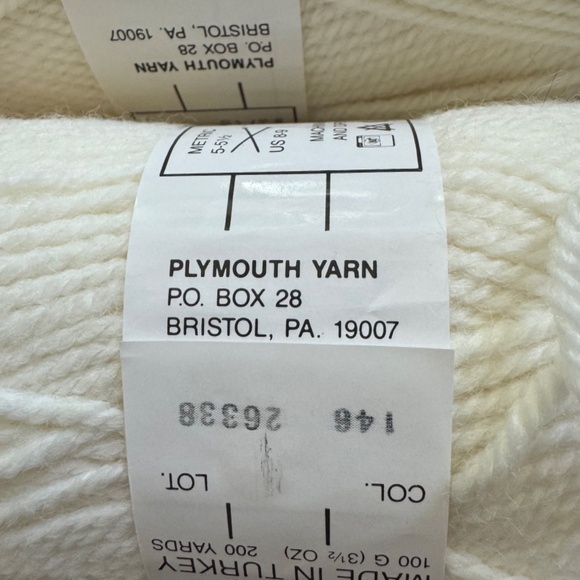 PLYMOUTH YARN
P.O. BOX 28
BRISTOL, PA. 19007
METRIC
5-5½
US 8-9
AND
PLYMOUTH YARN
P.O. BOX 28
BRISTOL, PA. 19007
MADE IN TURKEY
100 G (3½ OZ) 200 YARDS
COL. LOT.
146 26338